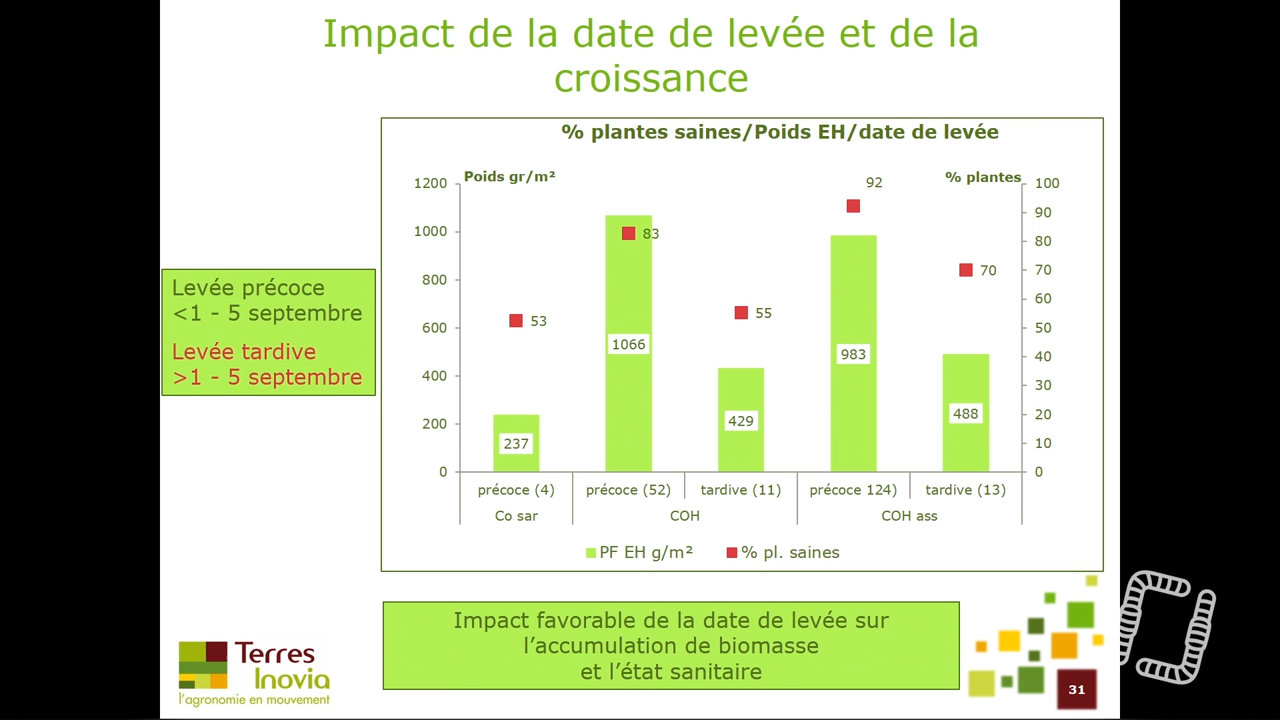 Impact de la date de levée et de la
croissance
% plantes saines/Poids EH/date de levée
Poids gr/m²
% plantes
1200
1000
800
600
400
200
0
100
90
80
70
60
50
40
30
20
10
0
53
83
55
92
70
237
1066
429
983
488
précoce (4)
précoce (52)
tardive (11)
précoce 124)
tardive (13)
Co sar
COH
COH ass
PF EH g/m²
% pl. saines
Levée précoce
<1 - 5 septembre
Levée tardive
>1 - 5 septembre
Impact favorable de la date de levée sur
l’accumulation de biomasse
et l’état sanitaire
Terres
Inovia
l'agronomie en mouvement
31